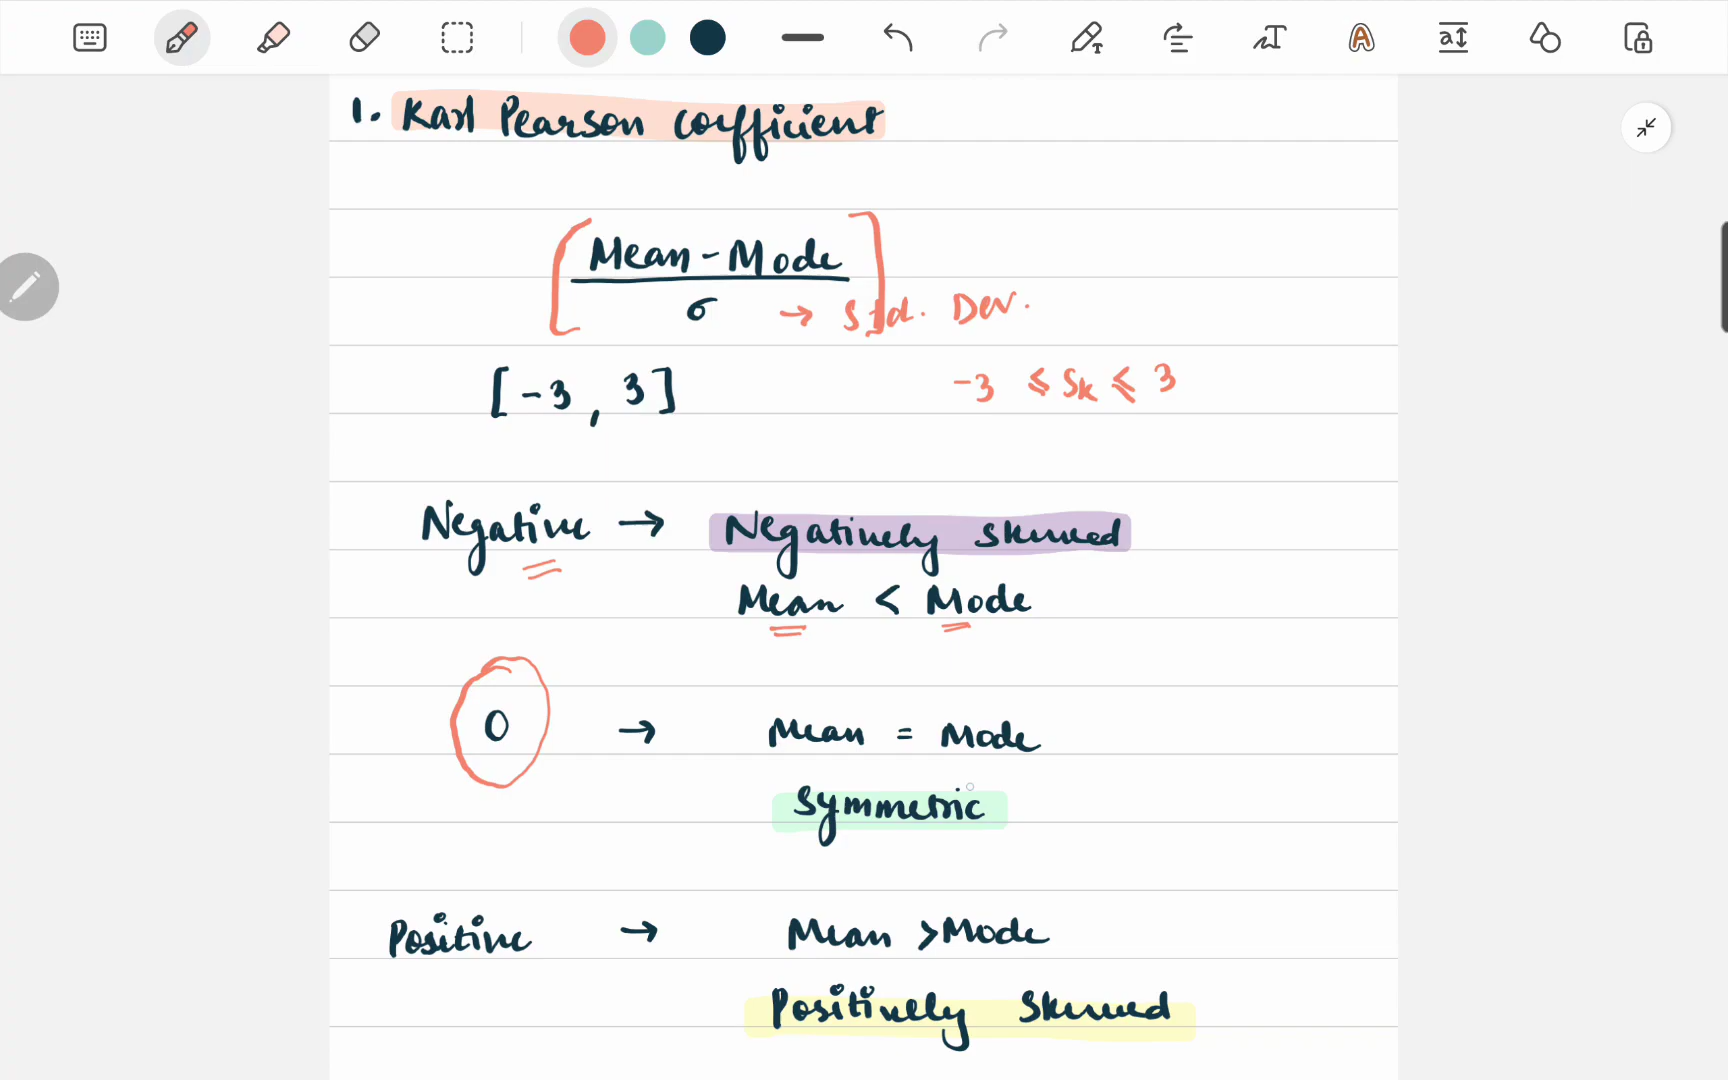 1. Karl Pearson coefficient
[Mean - Mode]
σ → Std. Dev.
[-3, 3] -3 ≤ Sk ≤ 3
Negative → Negatively skewed
Mean < Mode
0 → Mean = Mode
Symmetric
Positive → Mean > Mode
Positively Skewed